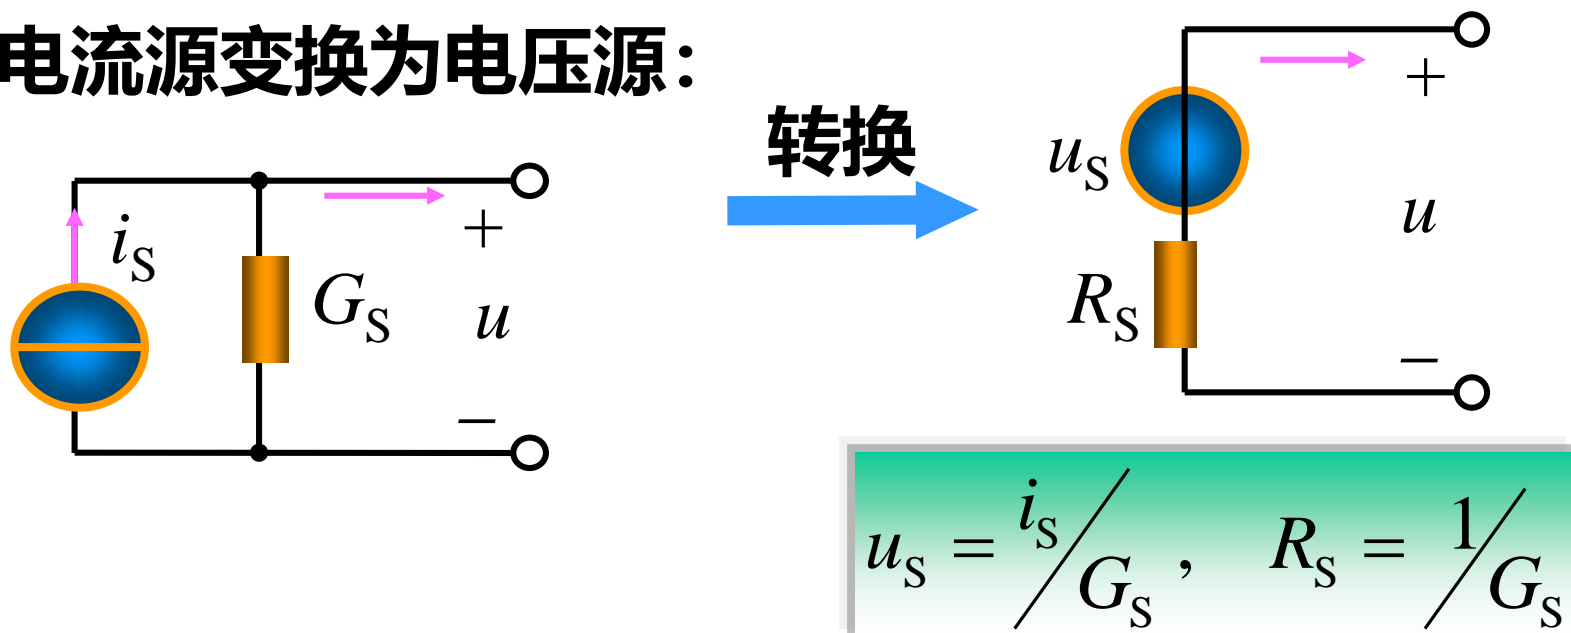 电流源变换为电压源：
转换
iS
GS
+
u
−
uS
RS
+
u
−
uS = iS/GS , RS = 1/GS